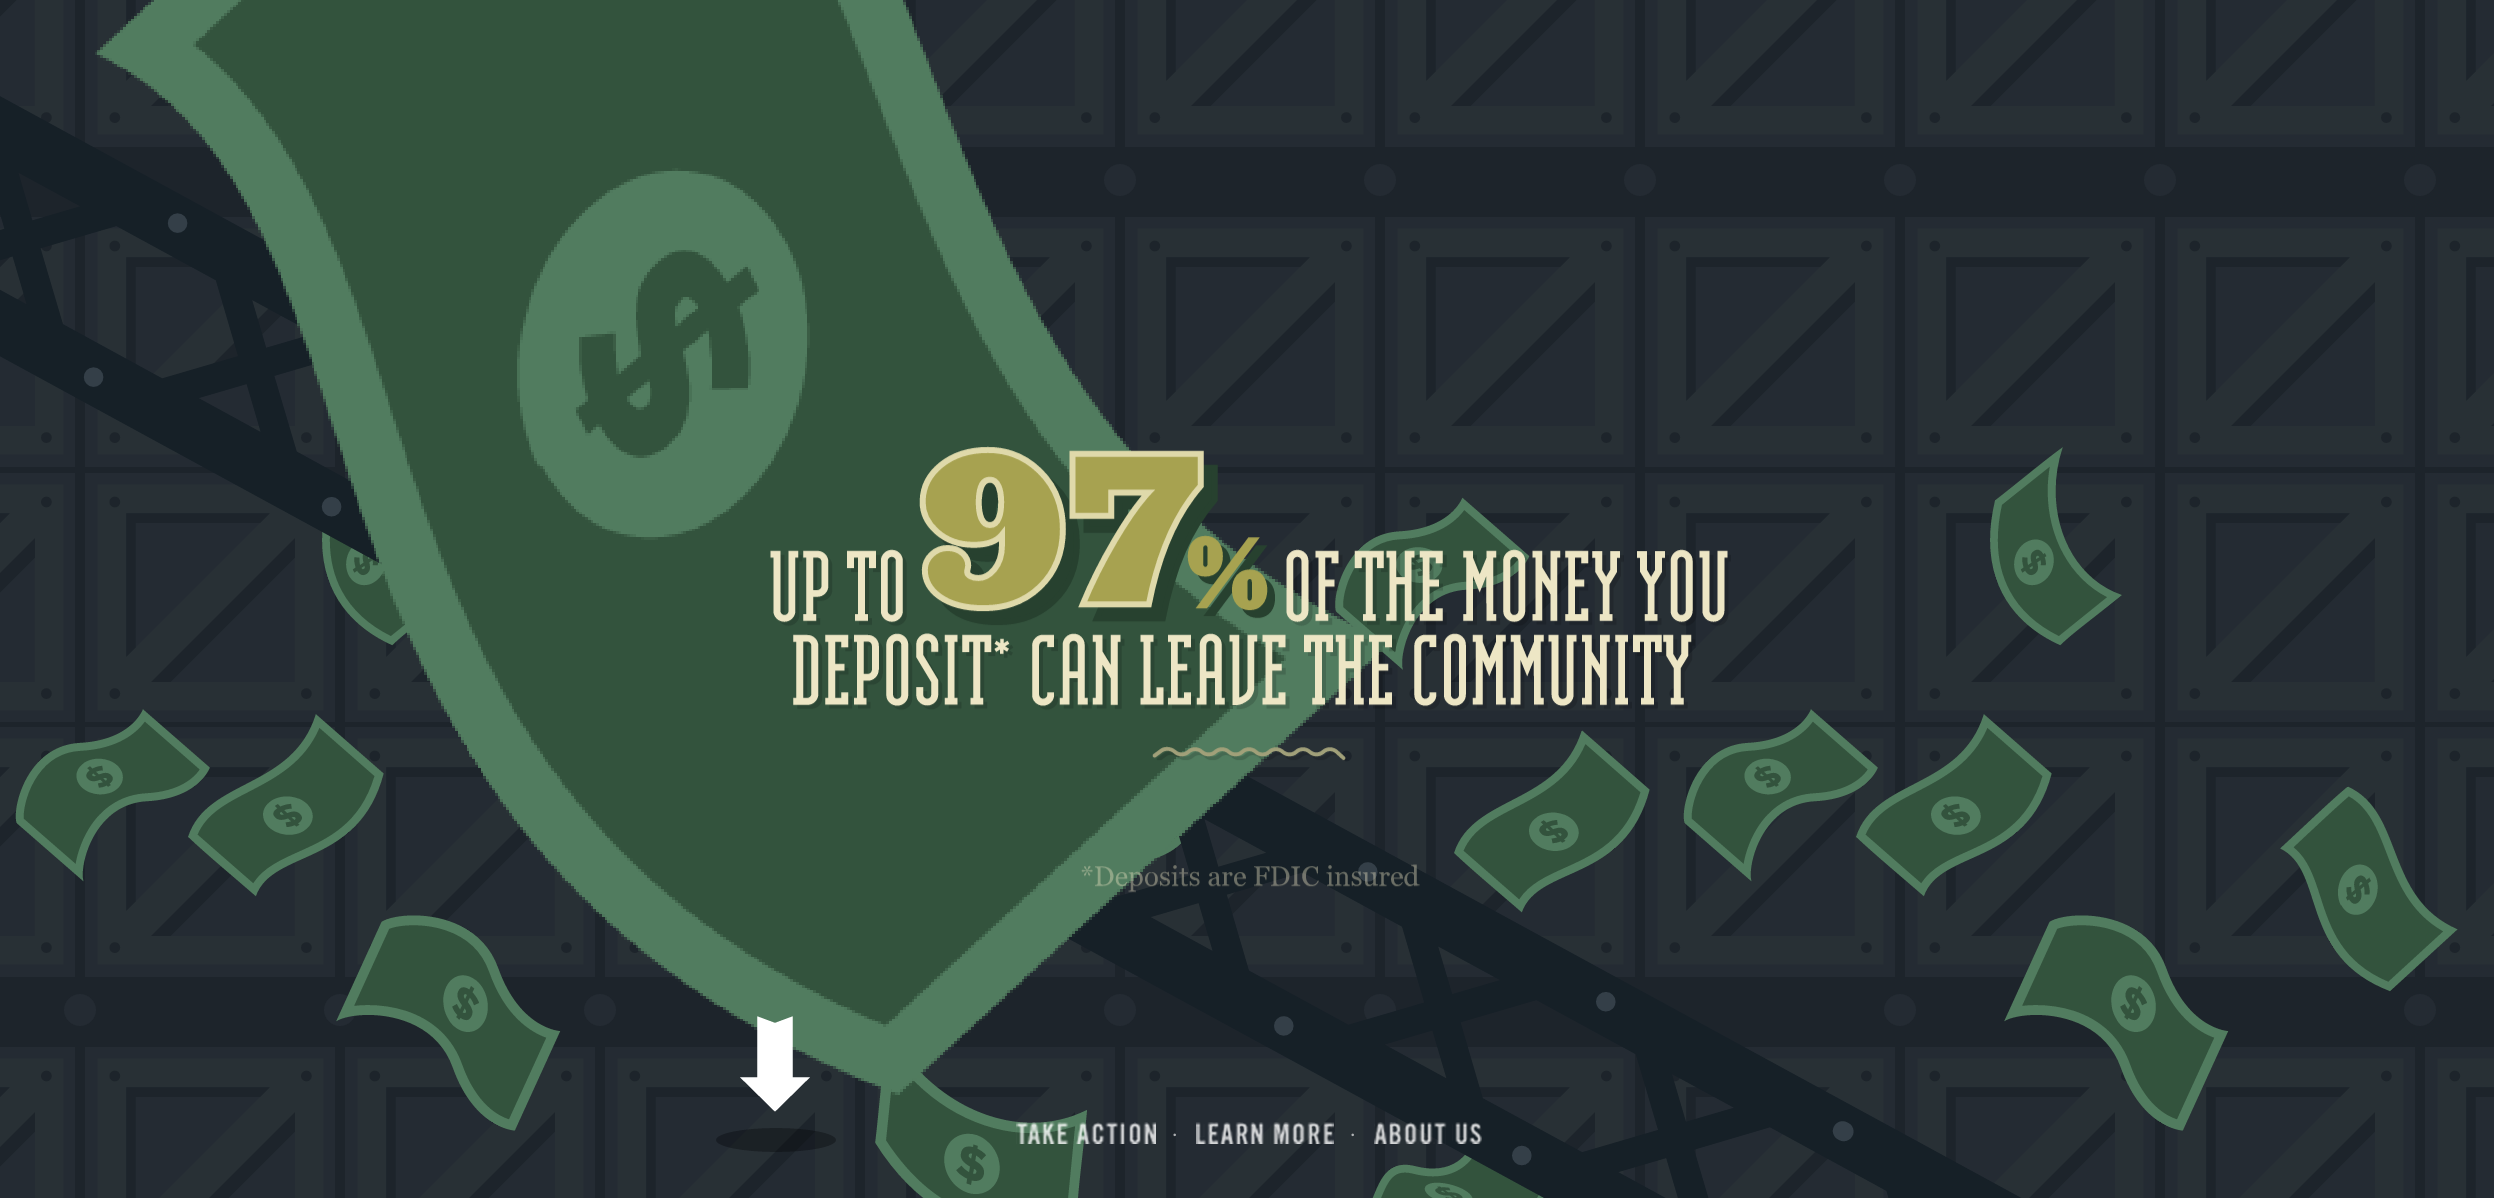 UP TO 97% OF THE MONEY YOU
DEPOSIT* CAN LEAVE THE COMMUNITY
*Deposits are FDIC insured
TAKE ACTION · LEARN MORE · ABOUT US